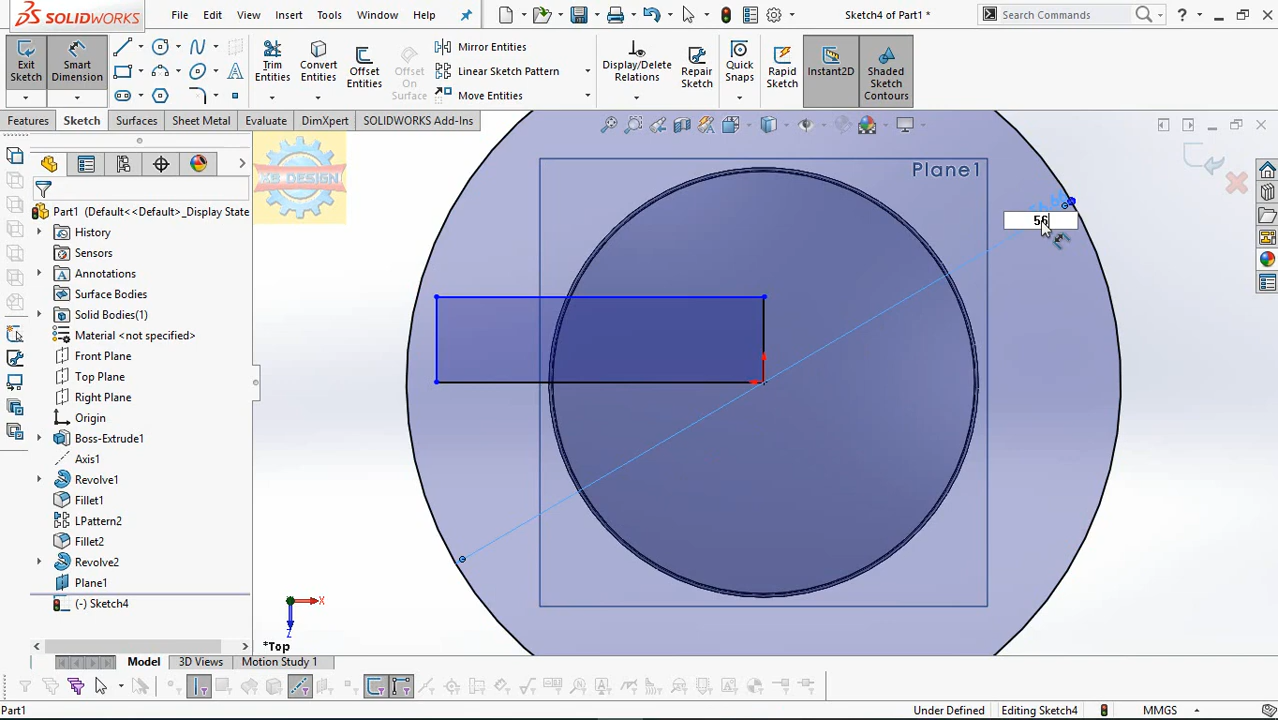 SOLIDWORKS
File
Edit
View
Insert
Tools
Window
Help
Sketch4 of Part1 *
Search Commands
?
Exit Sketch
Smart Dimension
Trim Entities
Convert Entities
Offset Entities
Offset On Surface
Mirror Entities
Linear Sketch Pattern
Move Entities
Display/Delete Relations
Repair Sketch
Quick Snaps
Rapid Sketch
Instant2D
Shaded Sketch Contours
Features
Sketch
Surfaces
Sheet Metal
Evaluate
DimXpert
SOLIDWORKS Add-Ins
DESIGN
Plane1
56
Part1 (Default<<Default>_Display State
History
Sensors
Annotations
Surface Bodies
Solid Bodies(1)
Material <not specified>
Front Plane
Top Plane
Right Plane
Origin
Boss-Extrude1
Axis1
Revolve1
Fillet1
LPattern2
Fillet2
Revolve2
Plane1
(-) Sketch4
X
Z
*Top
Model
3D Views
Motion Study 1
Part1
Under Defined
Editing Sketch4
MMGS